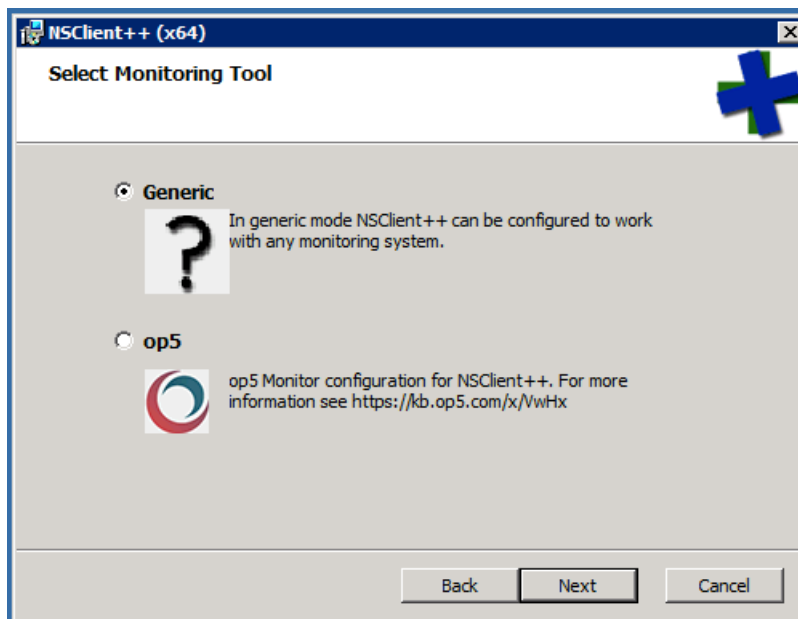 NSClient++ (x64)
Select Monitoring Tool
Generic
In generic mode NSClient++ can be configured to work
with any monitoring system.
op5
op5 Monitor configuration for NSClient++. For more
information see https://kb.op5.com/x/VwHx
Back Next Cancel